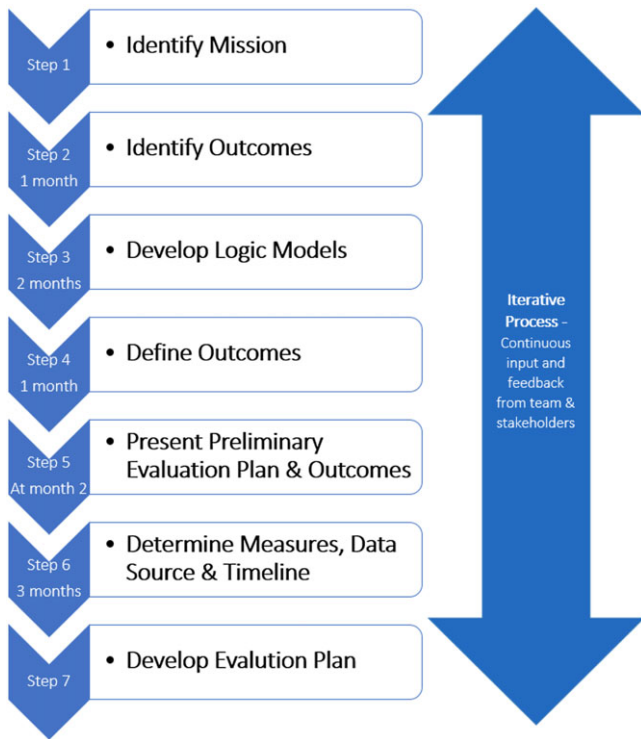 Step 1
• Identify Mission
Step 2
1 month
• Identify Outcomes
Step 3
2 months
• Develop Logic Models
Step 4
1 month
• Define Outcomes
Step 5
At month 2
• Present Preliminary
Evaluation Plan & Outcomes
Step 6
3 months
• Determine Measures, Data
Source & Timeline
Step 7
• Develop Evalution Plan
Iterative
Process –
Continuous
input and
feedback
from team &
stakeholders